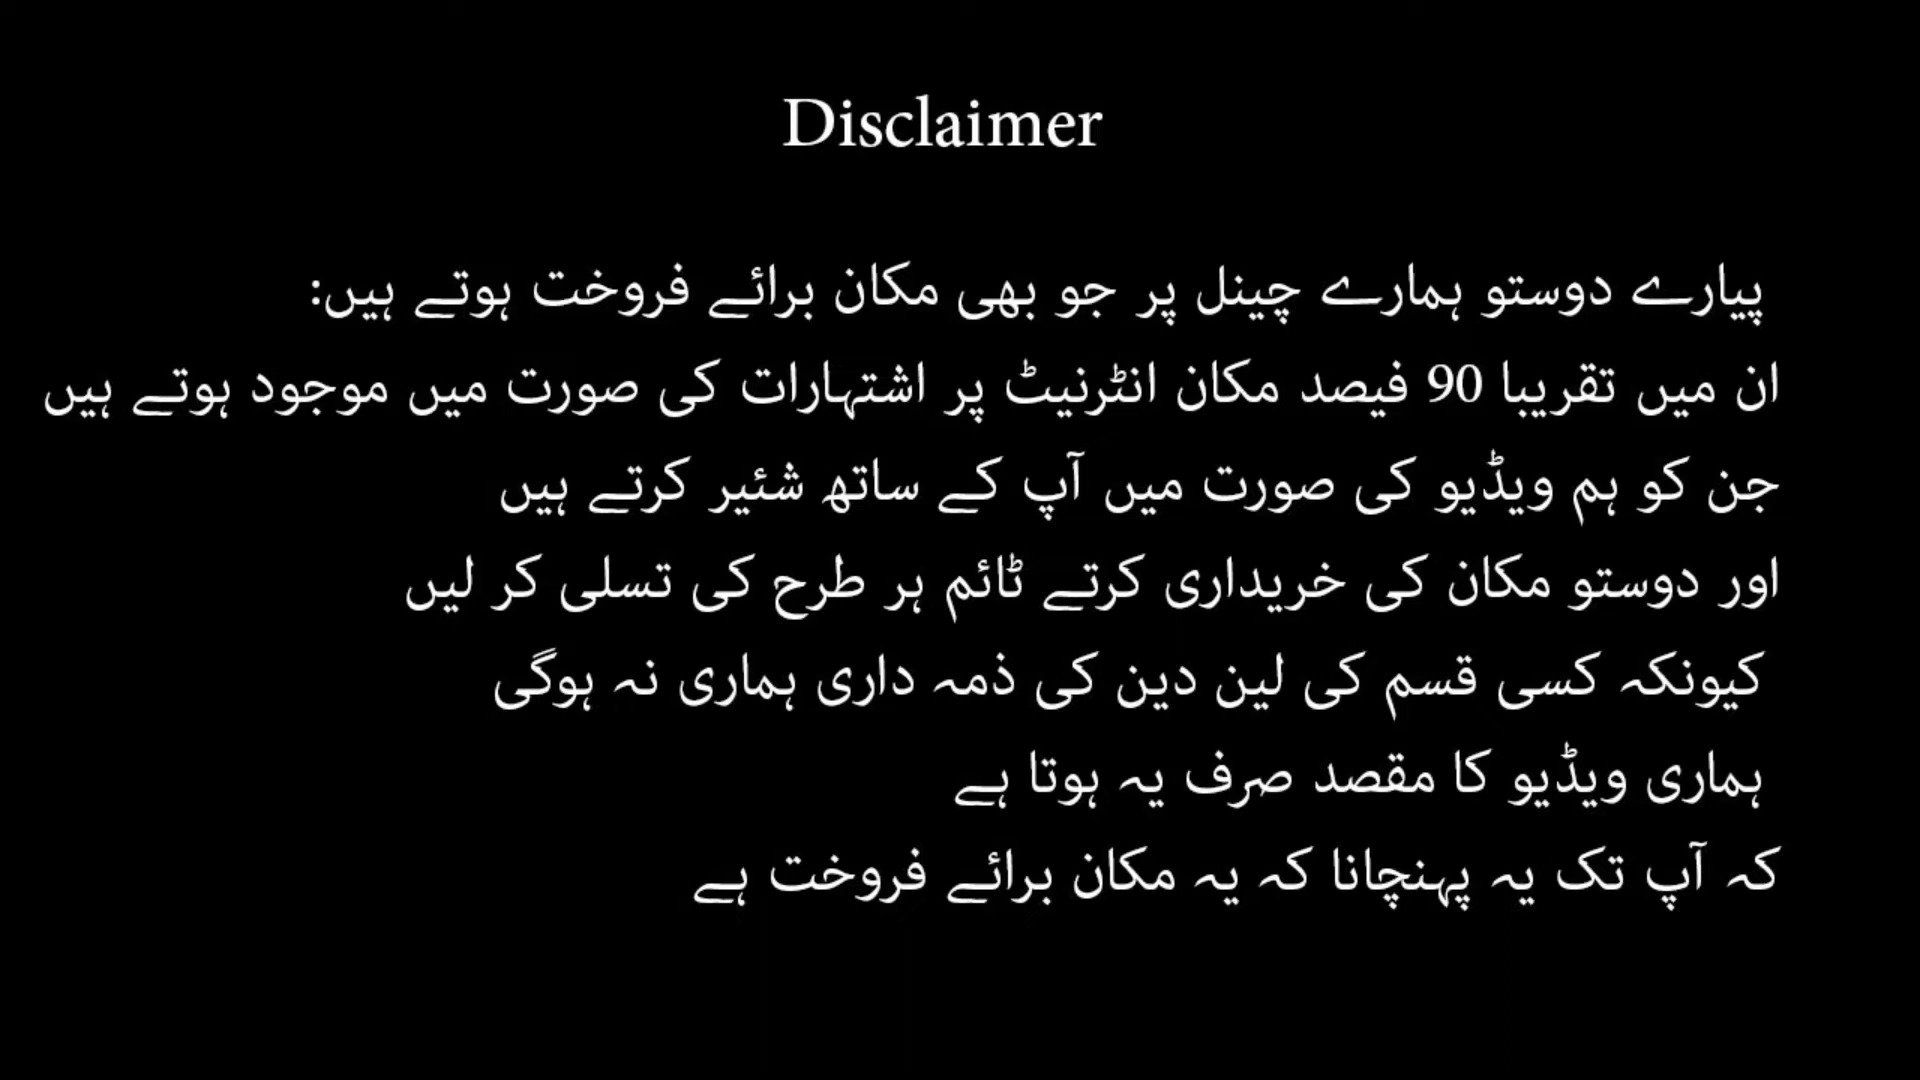 Disclaimer
پیارے دوستو ہمارے چینل پر جو بھی مکان برائے فروخت ہوتے ہیں:
ان میں تقریبا 90 فیصد مکان انٹرنیٹ پر اشتہارات کی صورت میں موجود ہوتے ہیں
جن کو ہم ویڈیو کی صورت میں آپ کے ساتھ شئیر کرتے ہیں
اور دوستو مکان کی خریداری کرتے ٹائم ہر طرح کی تسلی کر لیں
کیونکہ کسی قسم کی لین دین کی ذمہ داری ہماری نہ ہوگی
ہماری ویڈیو کا مقصد صرف یہ ہوتا ہے
کہ آپ تک یہ پہنچانا کہ یہ مکان برائے فروخت ہے